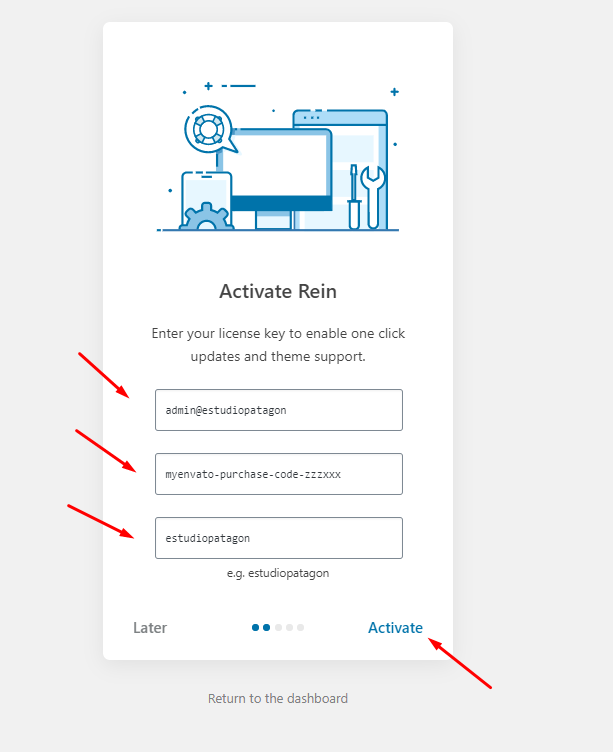 Activate Rein
Enter your license key to enable one click
updates and theme support.
admin@estudiopatagon
myenvato-purchase-code-zzzxxx
estudiopatagon
e.g. estudiopatagon
Later
Activate
Return to the dashboard